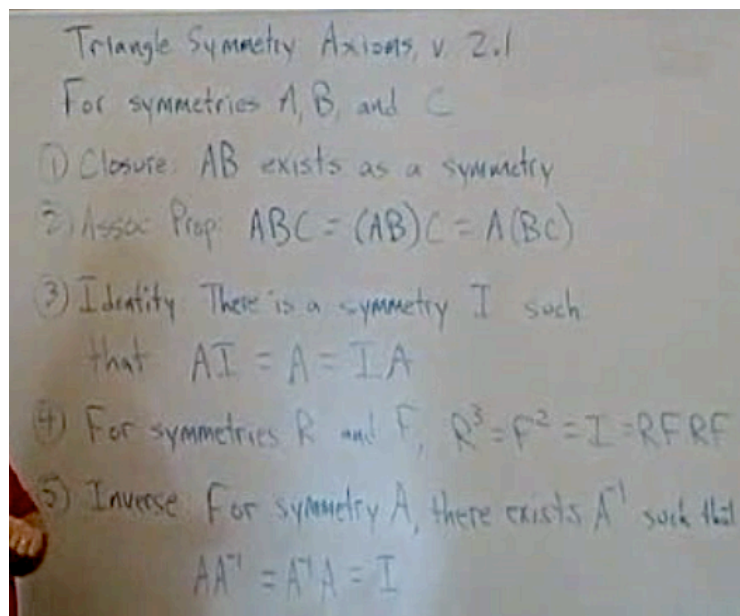 Triangle Symmetry Axioms, v. 2.1
For symmetries A, B, and C
① Closure: AB exists as a symmetry
② Assoc Prop: ABC = (AB)C = A(BC)
③ Identity: There is a symmetry I such
that AI = A = IA
④ For symmetries R and F, R³ = F² = I = RFRF
⑤ Inverse: For symmetry A, there exists A⁻¹ such that
AA⁻¹ = A⁻¹A = I